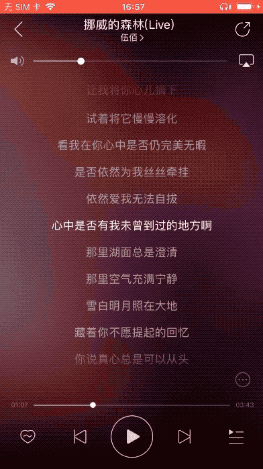 无 SIM 卡 16:57
挪威的森林(Live)
伍佰 >
让我将你心儿摘下
试着将它慢慢溶化
看我在你心中是否仍完美无暇
是否依然为我丝丝牵挂
依然爱我无法自拔
心中是否有我未曾到过的地方啊
那里湖面总是澄清
那里空气充满宁静
雪白明月照在大地
藏着你不愿提起的回忆
你说真心总是可以从头
01:07 03:43